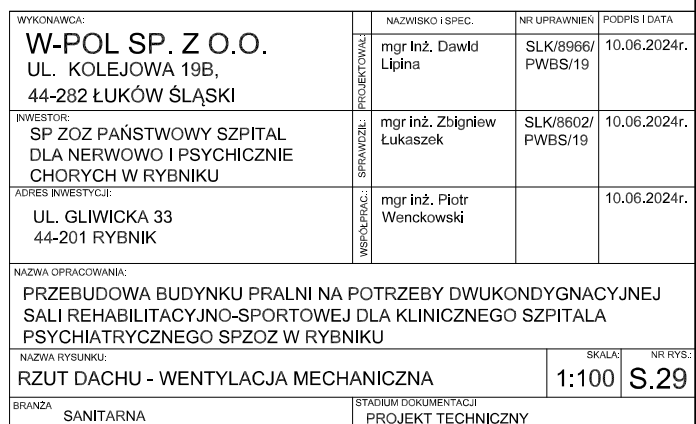 WYKONAWCA:
W-POL SP. Z O.O.
UL. KOLEJOWA 19B,
44-282 ŁUKÓW ŚLĄSKI
INWESTOR:
SP ZOZ PAŃSTWOWY SZPITAL
DLA NERWOWO I PSYCHICZNIE
CHORYCH W RYBNIKU
ADRES INWESTYCJI:
UL. GLIWICKA 33
44-201 RYBNIK
NAZWISKO i SPEC.
NR UPRAWNIEŃ
PODPIS I DATA
PROJEKTOWAŁ:
mgr Inż. Dawid
Lipina
SLK/8966/
PWBS/19
10.06.2024r.
SPRAWDZIŁ:
mgr inż. Zbigniew
Łukaszek
SLK/8602/
PWBS/19
10.06.2024r.
WSPÓŁPRAC.:
mgr inż. Piotr
Wenckowski
10.06.2024r.
NAZWA OPRACOWANIA:
PRZEBUDOWA BUDYNKU PRALNI NA POTRZEBY DWUKONDYGNACYJNEJ
SALI REHABILITACYJNO-SPORTOWEJ DLA KLINICZNEGO SZPITALA
PSYCHIATRYCZNEGO SPZOZ W RYBNIKU
NAZWA RYSUNKU:
RZUT DACHU - WENTYLACJA MECHANICZNA
SKALA:
1:100
NR RYS.:
S.29
BRANŻA
SANITARNA
STADIUM DOKUMENTACJI
PROJEKT TECHNICZNY